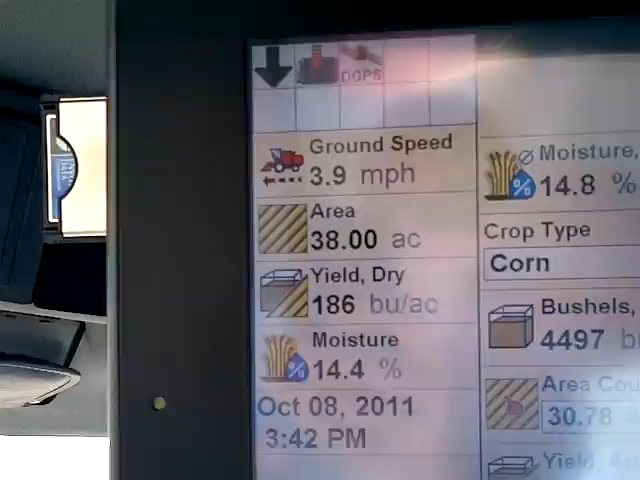 DGPS
Ground Speed
3.9 mph
Area
38.00 ac
Yield, Dry
186 bu/ac
Moisture
14.4 %
Oct 08, 2011
3:42 PM
Moisture,
14.8 %
Crop Type
Corn
Bushels,
4497
Area
30.78
Yield,